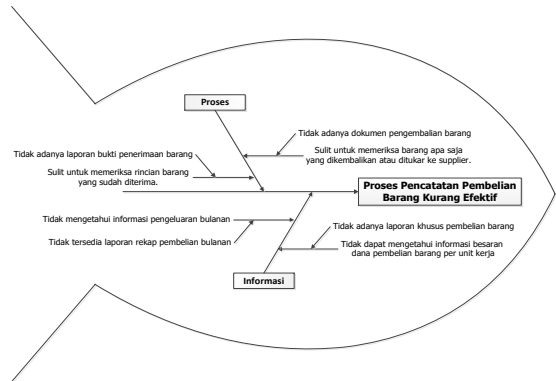 Proses
Tidak adanya dokumen pengembalian barang
Tidak adanya laporan bukti penerimaan barang
Sulit untuk memeriksa barang apa saja
yang dikembalikan atau ditukar ke supplier.
Sulit untuk memeriksa rincian barang
yang sudah diterima.
Proses Pencatatan Pembelian
Barang Kurang Efektif
Tidak mengetahui informasi pengeluaran bulanan
Tidak adanya laporan khusus pembelian barang
Tidak tersedia laporan rekap pembelian bulanan
Tidak dapat mengetahui informasi besaran
dana pembelian barang per unit kerja
Informasi